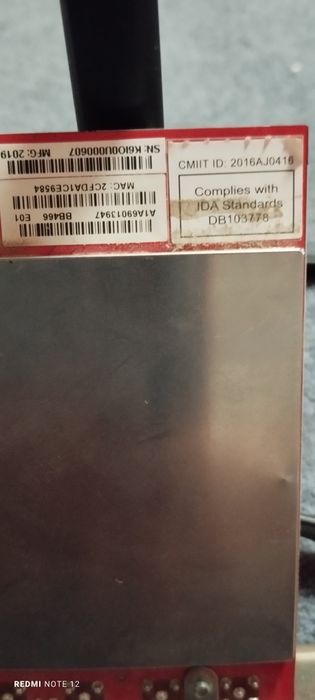 SN: K6IO0U000607 MFG: 2019
MAC: 2CFDA1CE9584
A1A69013947 BB466 E01
CMIIT ID: 2016AJ0416
Complies with
IDA Standards
DB103778
REDMI NOTE 12